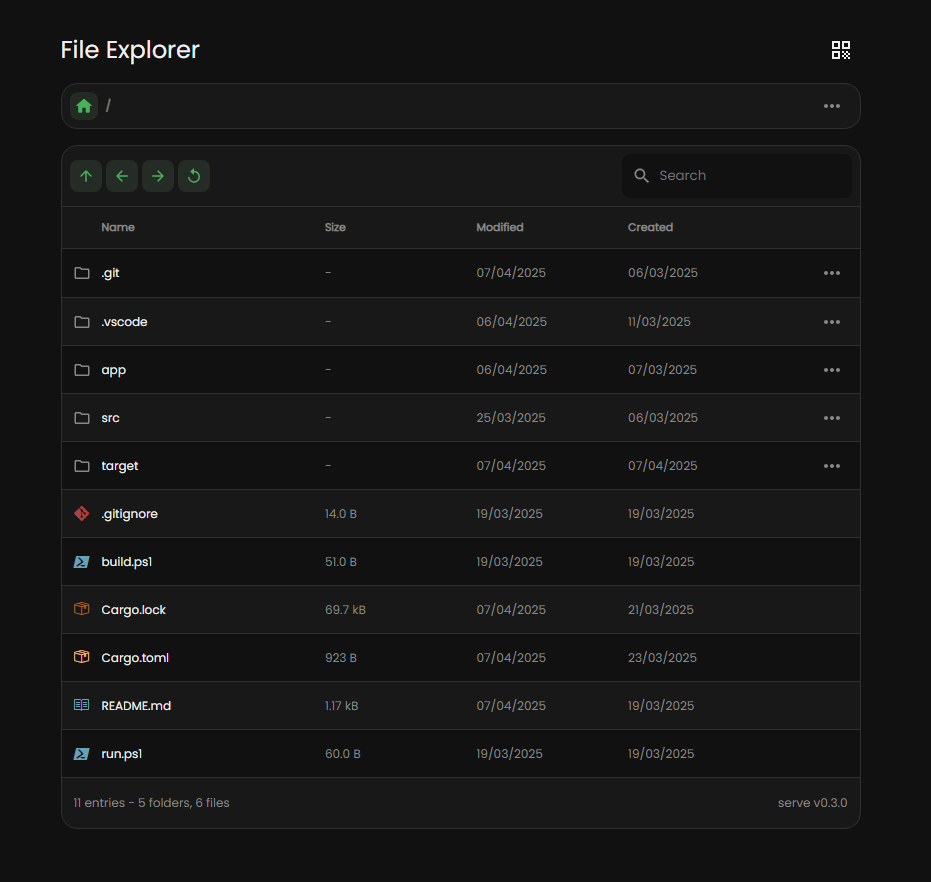 File Explorer
/
Search
Name Size Modified Created
.git - 07/04/2025 06/03/2025
.vscode - 06/04/2025 11/03/2025
app - 06/04/2025 07/03/2025
src - 25/03/2025 06/03/2025
target - 07/04/2025 07/04/2025
.gitignore 14.0 B 19/03/2025 19/03/2025
build.ps1 51.0 B 19/03/2025 19/03/2025
Cargo.lock 69.7 kB 07/04/2025 21/03/2025
Cargo.toml 923 B 07/04/2025 23/03/2025
README.md 1.17 kB 07/04/2025 19/03/2025
run.ps1 60.0 B 19/03/2025 19/03/2025
11 entries - 5 folders, 6 files serve v0.3.0